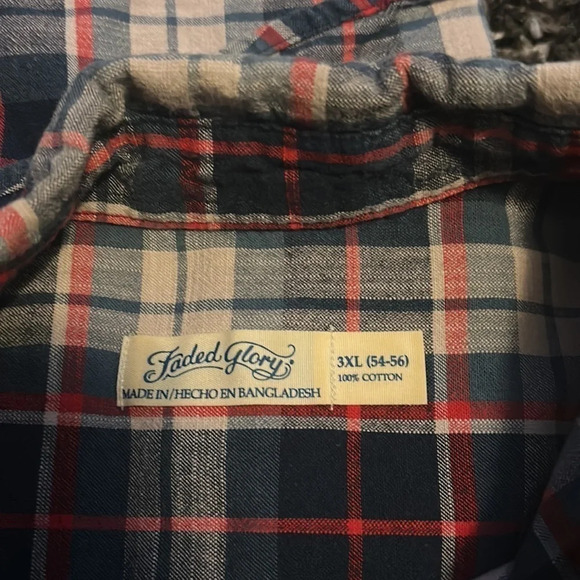 Faded Glory
MADE IN/HECHO EN BANGLADESH
3XL (54-56)
100% COTTON